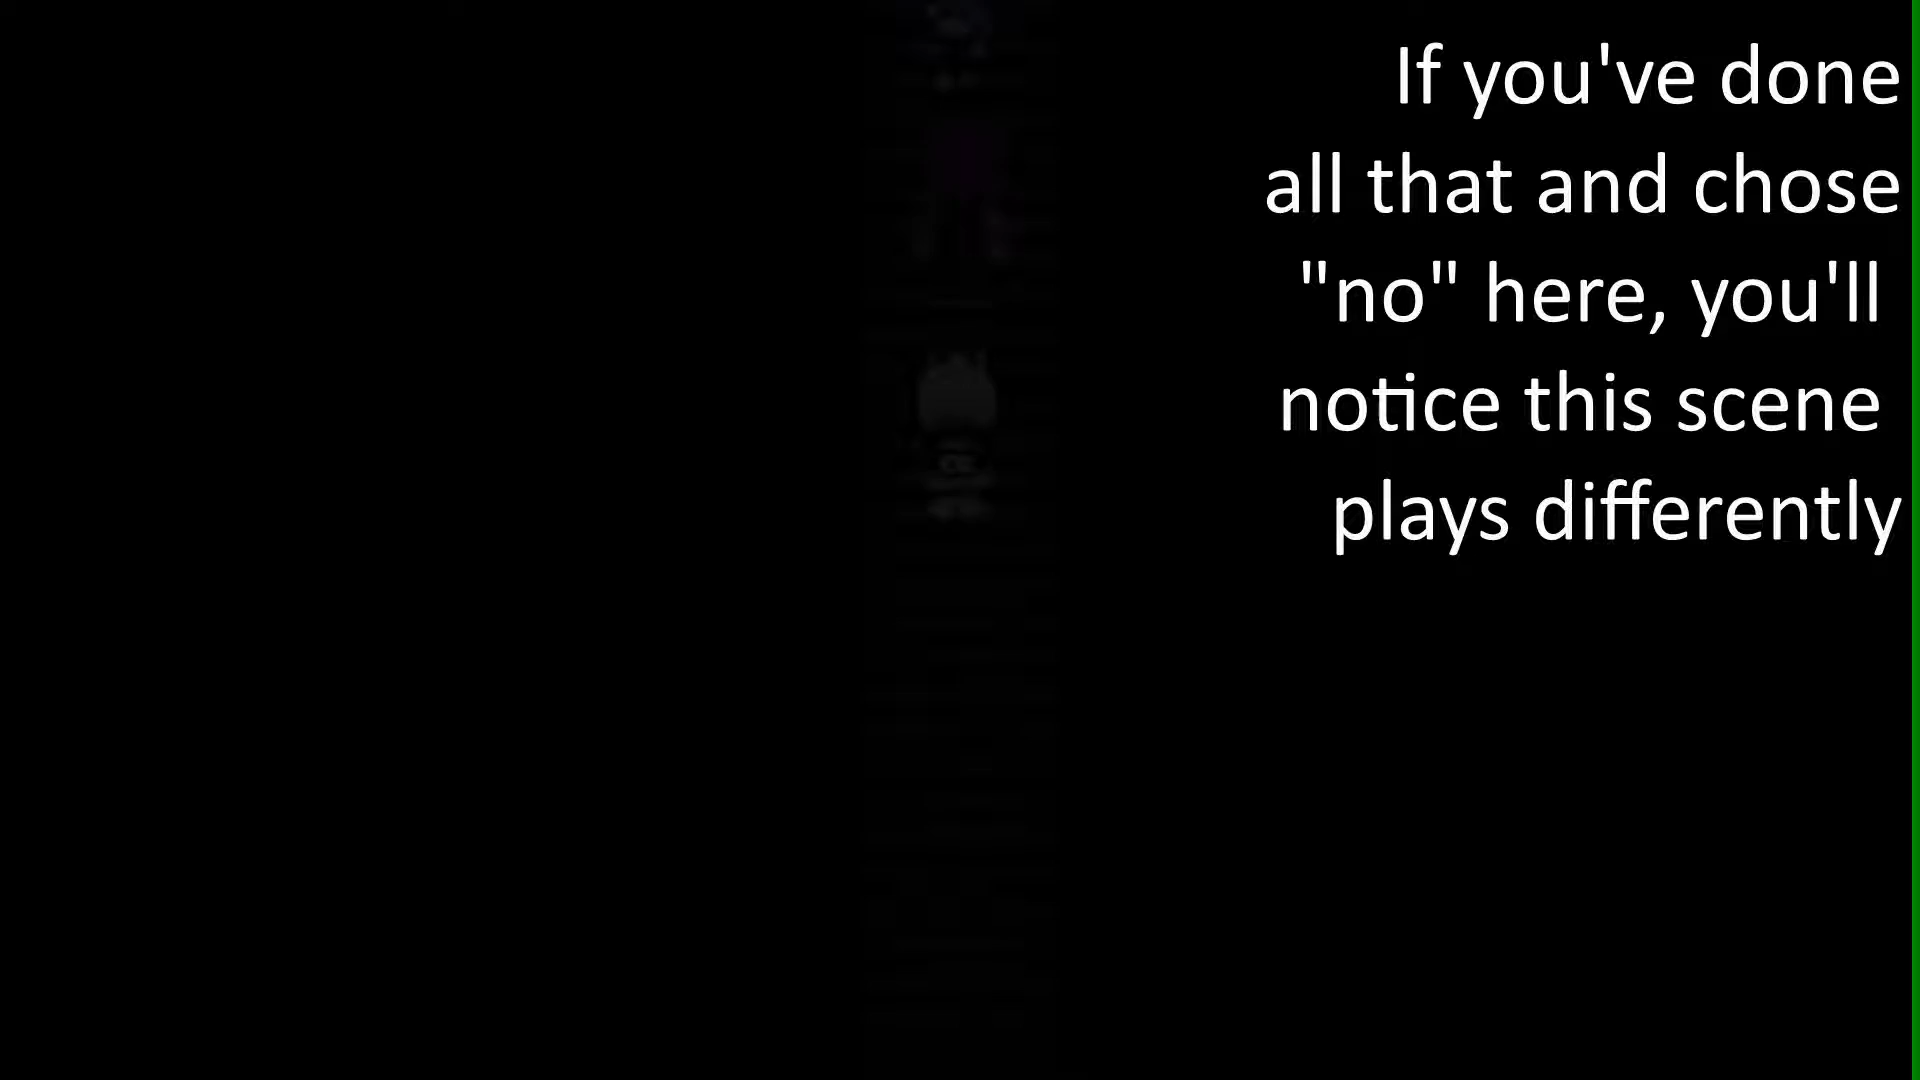 If you've done
all that and chose
"no" here, you'll
notice this scene
plays differently